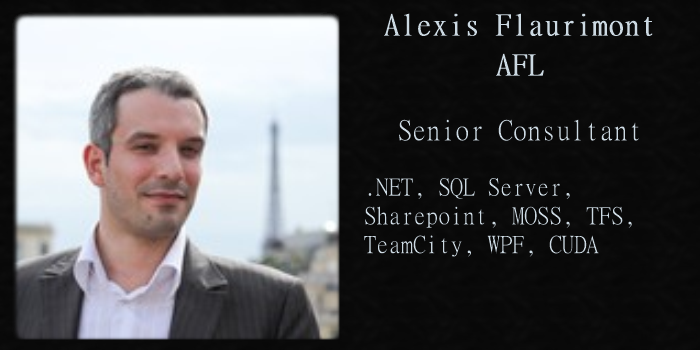 Alexis Flaurimont
AFL
Senior Consultant
.NET, SQL Server,
Sharepoint, MOSS, TFS,
TeamCity, WPF, CUDA